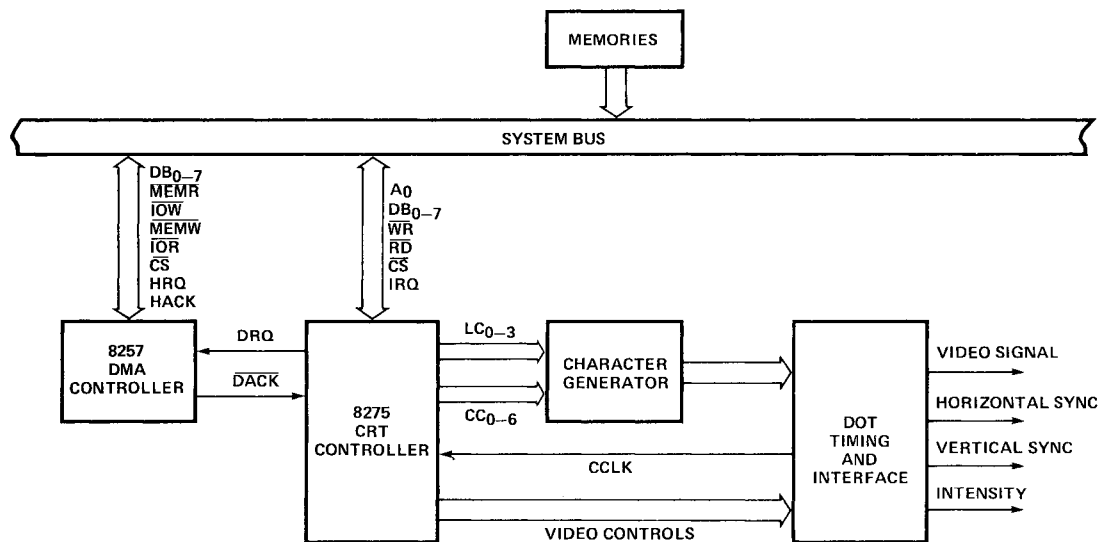 MEMORIES
SYSTEM BUS
DB0–7
MEMR
IOW
MEMW
IOR
CS
HRQ
HACK
A0
DB0–7
WR
RD
CS
IRQ
8257
DMA
CONTROLLER
DRQ
DACK
8275
CRT
CONTROLLER
LC0–3
CC0–6
CHARACTER
GENERATOR
CCLK
VIDEO CONTROLS
DOT
TIMING
AND
INTERFACE
VIDEO SIGNAL
HORIZONTAL SYNC
VERTICAL SYNC
INTENSITY